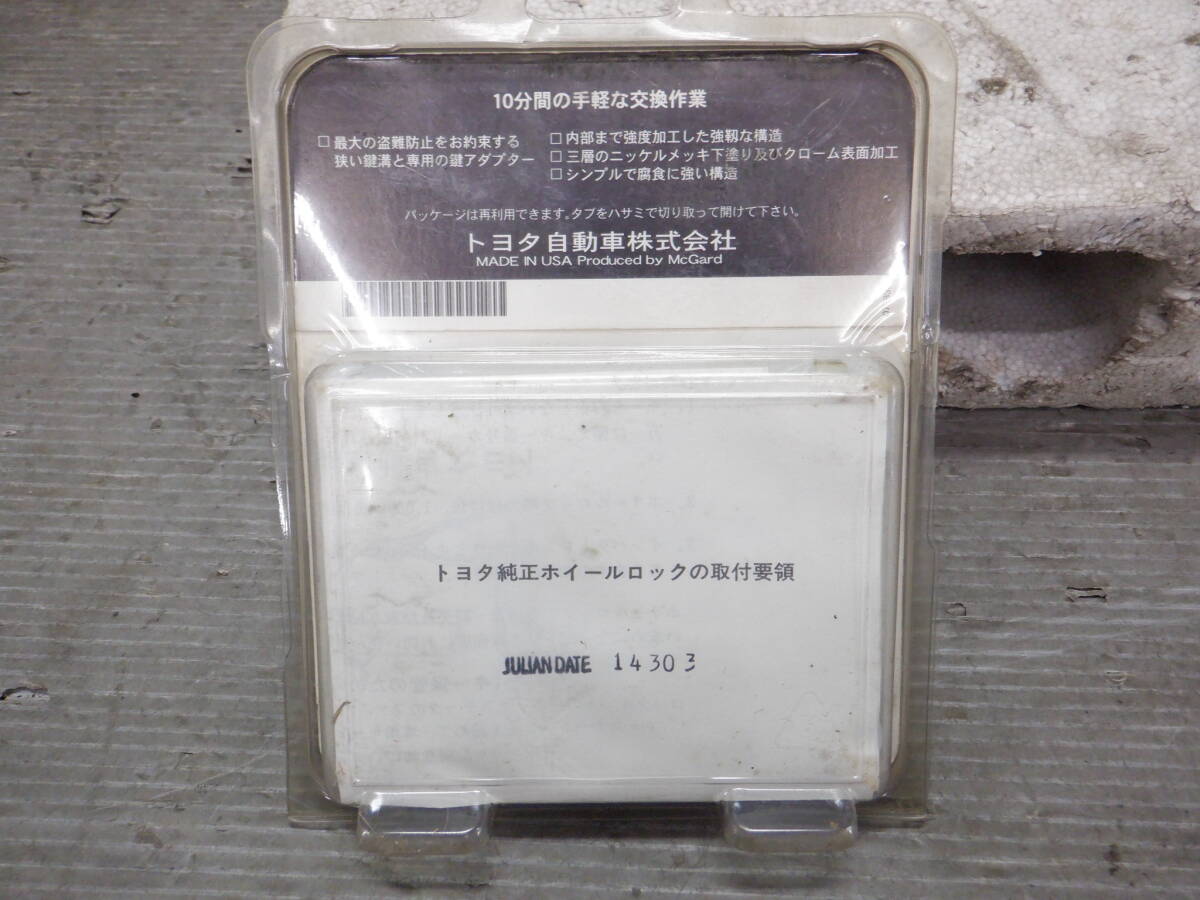 10分間の手軽な交換作業
□ 最大の盗難防止をお約束する
狭い鍵溝と専用の鍵アダプター
□ 内部まで強度加工した強靱な構造
□ 三層のニッケルメッキ下塗り及びクローム表面加工
□ シンプルで腐食に強い構造
パッケージは再利用できます。タブをハサミで切り取って開けて下さい。
トヨタ自動車株式会社
MADE IN USA Produced by McGard
トヨタ純正ホイールロックの取付要領
JULIAN DATE 14303